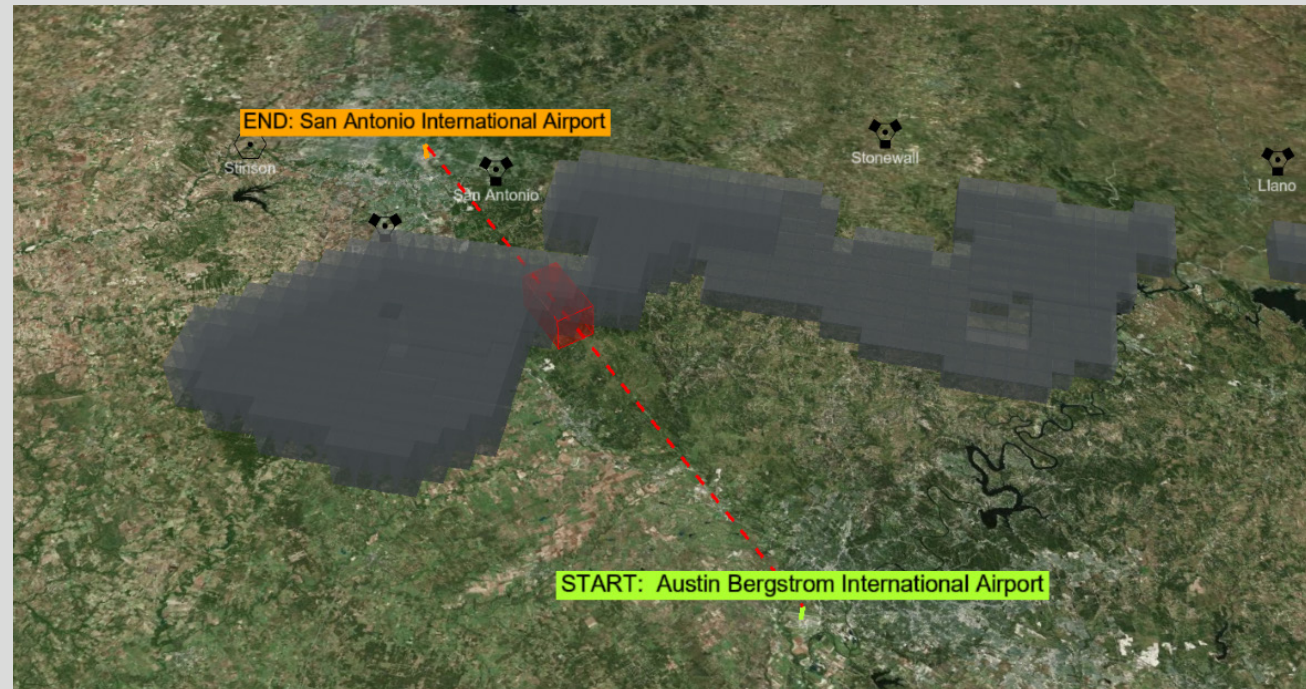 END: San Antonio International Airport
Stinson
San Antonio
Stonewall
Llano
START: Austin Bergstrom International Airport